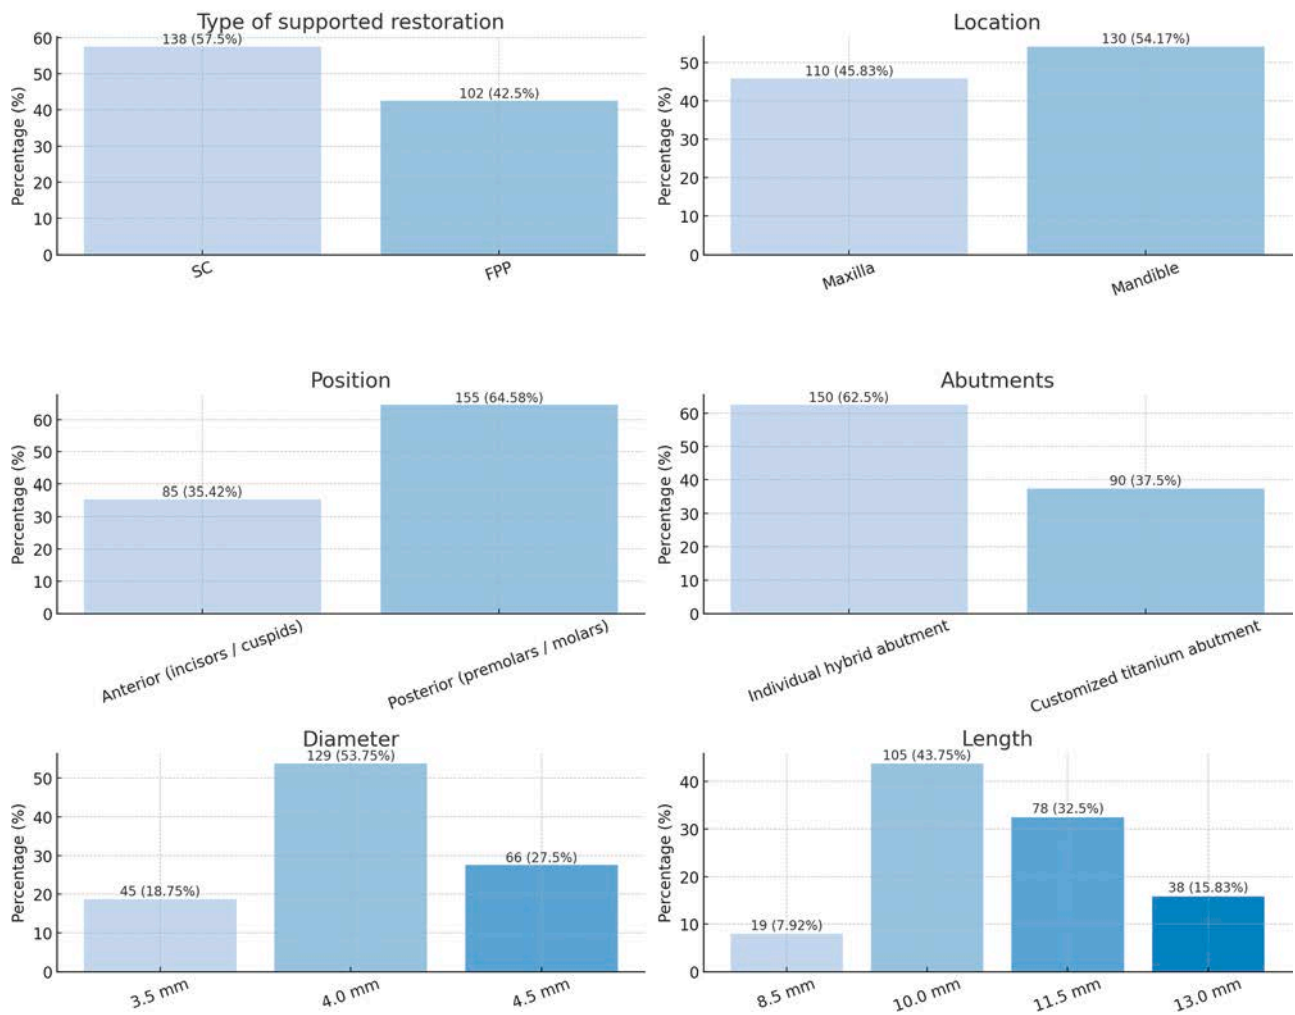 Type of supported restoration
Percentage (%)
60
50
40
30
20
10
0
138 (57.5%)
102 (42.5%)
SC
FPP
Location
Percentage (%)
50
40
30
20
10
0
110 (45.83%)
130 (54.17%)
Maxilla
Mandible
Position
Percentage (%)
60
50
40
30
20
10
0
85 (35.42%)
155 (64.58%)
Anterior (incisors / cuspids)
Posterior (premolars / molars)
Abutments
Percentage (%)
60
50
40
30
20
10
0
150 (62.5%)
90 (37.5%)
Individual hybrid abutment
Customized titanium abutment
Diameter
Percentage (%)
50
40
30
20
10
0
45 (18.75%)
129 (53.75%)
66 (27.5%)
3.5 mm
4.0 mm
4.5 mm
Length
Percentage (%)
40
30
20
10
0
19 (7.92%)
105 (43.75%)
78 (32.5%)
38 (15.83%)
8.5 mm
10.0 mm
11.5 mm
13.0 mm